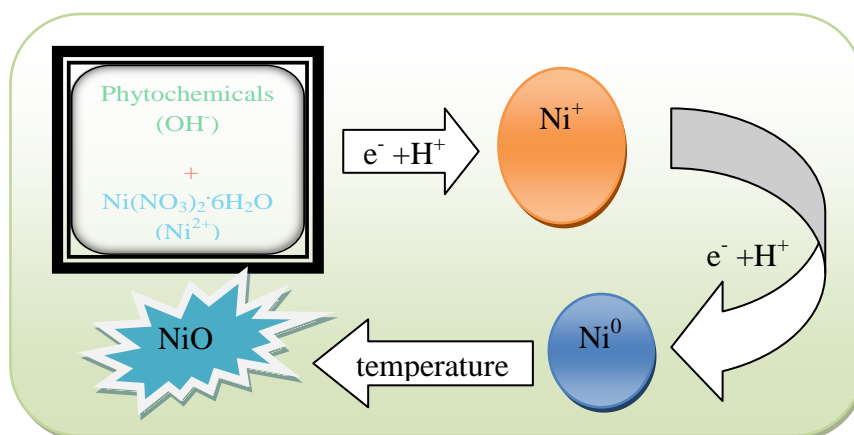 Phytochemicals
(OH⁻)
+
Ni(NO₃)₂·6H₂O
(Ni²⁺)
e⁻ +H⁺
Ni⁺
e⁻ +H⁺
Ni⁰
temperature
NiO